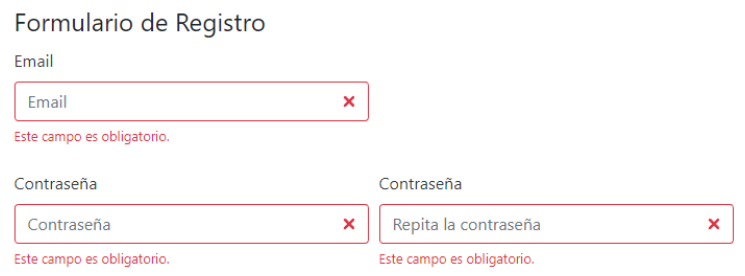 Formulario de Registro
Email
Email
Este campo es obligatorio.
Contraseña Contraseña
Contraseña Repita la contraseña
Este campo es obligatorio. Este campo es obligatorio.